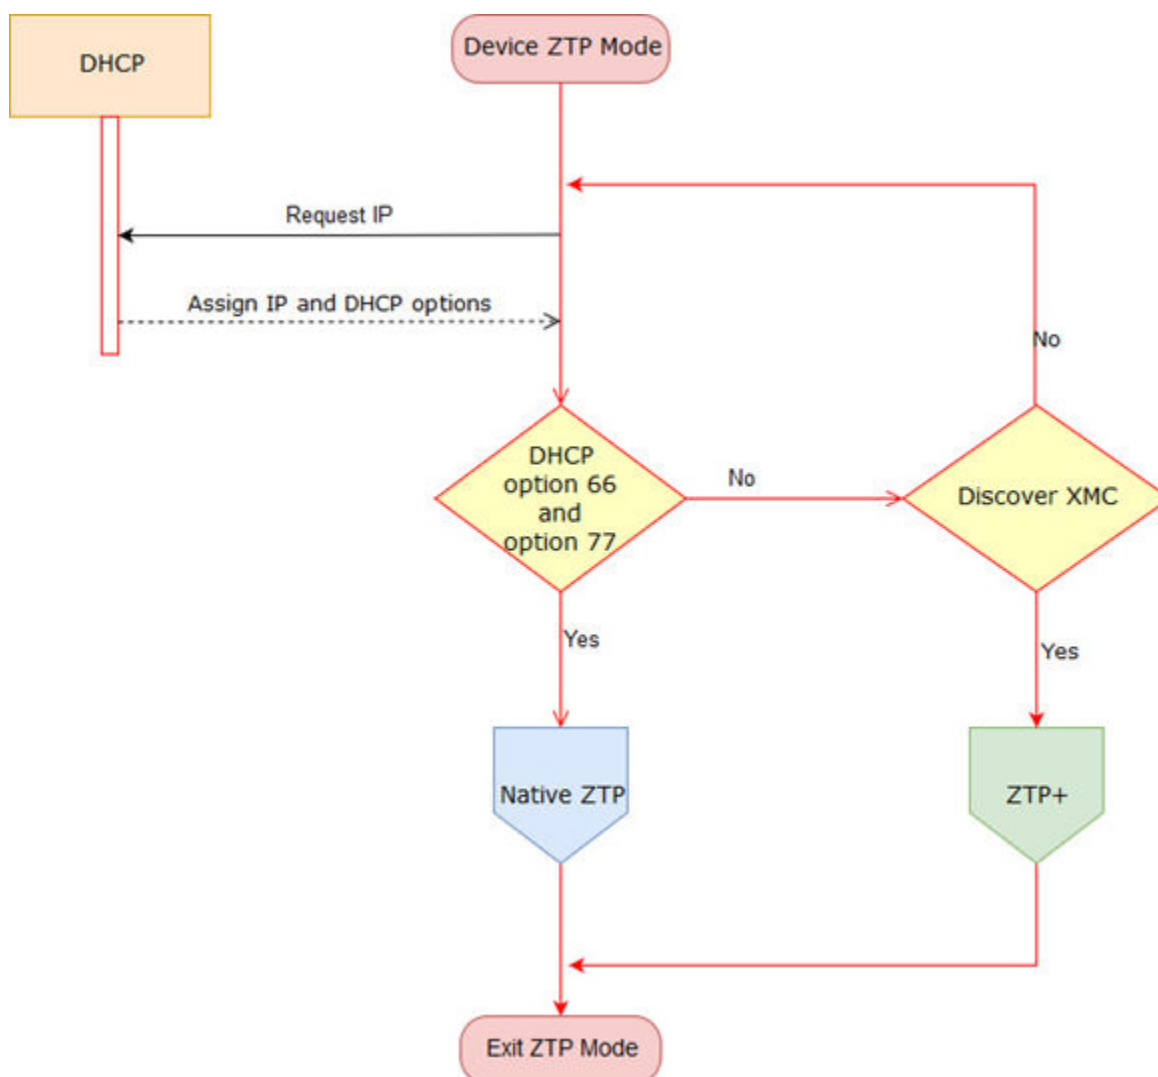 DHCP
Device ZTP Mode
Request IP
Assign IP and DHCP options
No
DHCP
option 66
and
option 77
No
Discover XMC
Yes
Yes
Native ZTP
ZTP+
Exit ZTP Mode